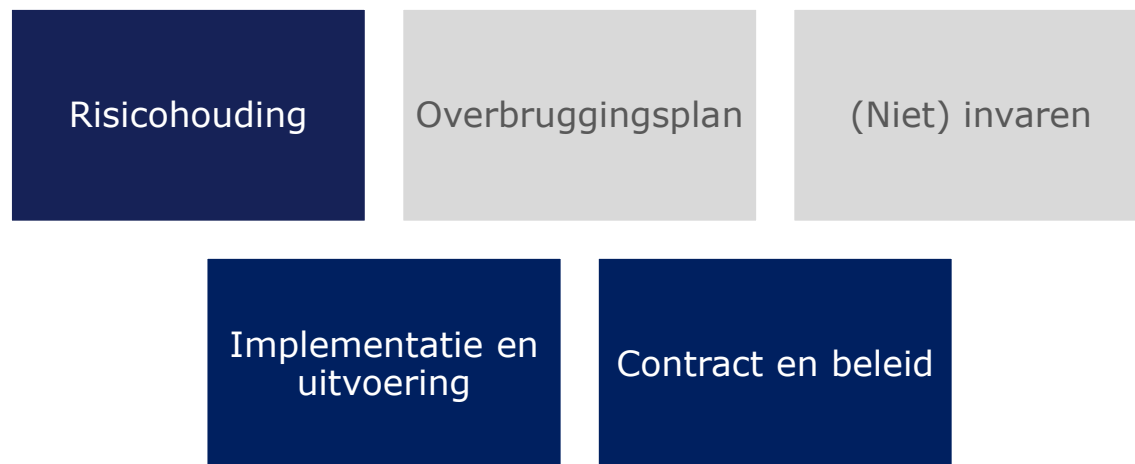 Risicohouding
Overbruggingsplan
(Niet) invaren
Implementatie en
uitvoering
Contract en beleid